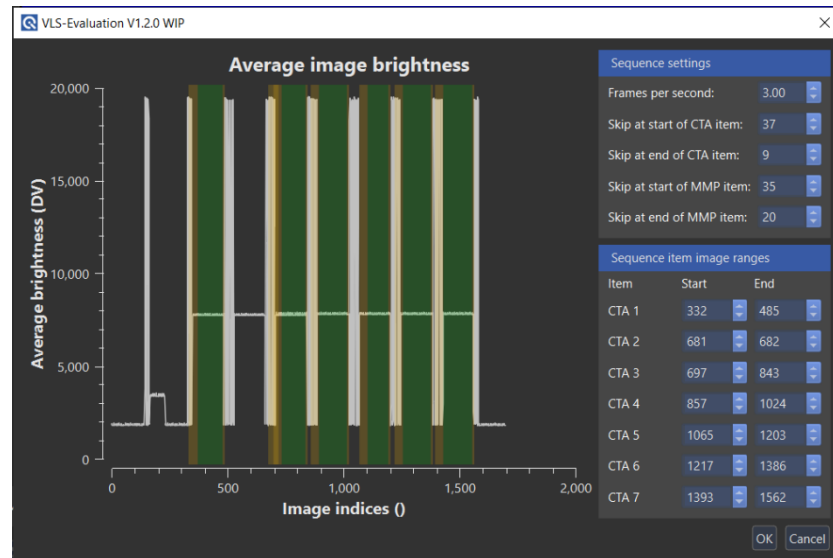 VLS-Evaluation V1.2.0 WIP
Average image brightness
Average brightness (DV)
20,000
15,000
10,000
5,000
0
0 500 1,000 1,500 2,000
Image indices ()
Sequence settings
Frames per second: 3.00
Skip at start of CTA item: 37
Skip at end of CTA item: 9
Skip at start of MMP item: 35
Skip at end of MMP item: 20
Sequence item image ranges
Item Start End
CTA 1 332 485
CTA 2 681 682
CTA 3 697 843
CTA 4 857 1024
CTA 5 1065 1203
CTA 6 1217 1386
CTA 7 1393 1562
OK Cancel